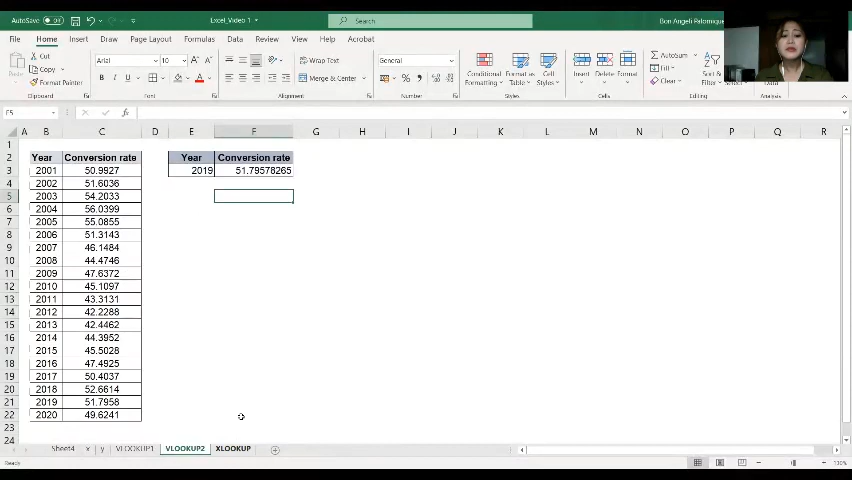 AutoSave Off Excel_Video 1 Search Bon Angeli Palomique
File Home Insert Draw Page Layout Formulas Data Review View Help Acrobat
Cut Arial 10 Wrap Text General AutoSum
Paste Copy Fill
Format Painter B I U Merge & Center Conditional Formatting Format as Table Cell Styles Insert Delete Format Clear Sort & Filter
Clipboard Font Alignment Number Styles Cells Analysis
F5 fx
A B C D E F G H I J K L M N O P Q R
1
2 Year Conversion rate Year Conversion rate
3 2001 50.9927 2019 51.79578265
4 2002 51.6036
5 2003 54.2033
6 2004 56.0399
7 2005 55.0855
8 2006 51.3143
9 2007 46.1484
10 2008 44.4746
11 2009 47.6372
12 2010 45.1097
13 2011 43.3131
14 2012 42.2288
15 2013 42.4462
16 2014 44.3952
17 2015 45.5028
18 2016 47.4925
19 2017 50.4037
20 2018 52.6614
21 2019 51.7958
22 2020 49.6241
23
24
Sheet4 x y VLOOKUP1 VLOOKUP2 XLOOKUP
Ready 130%